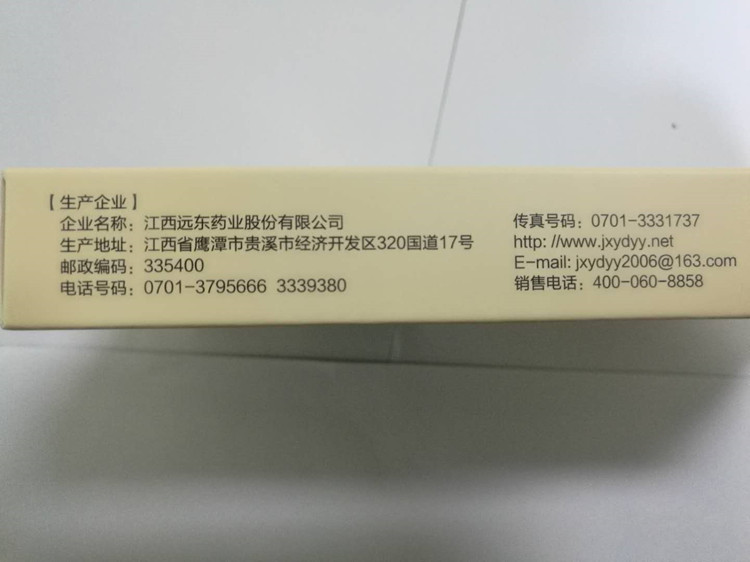 【生产企业】
企业名称：江西远东药业股份有限公司
生产地址：江西省鹰潭市贵溪市经济开发区320国道17号
邮政编码：335400
电话号码：0701-3795666 3339380
传真号码：0701-3331737
http: //www.jxydyy.net
E-mail: jxydyy2006@163.com
销售电话：400-060-8858